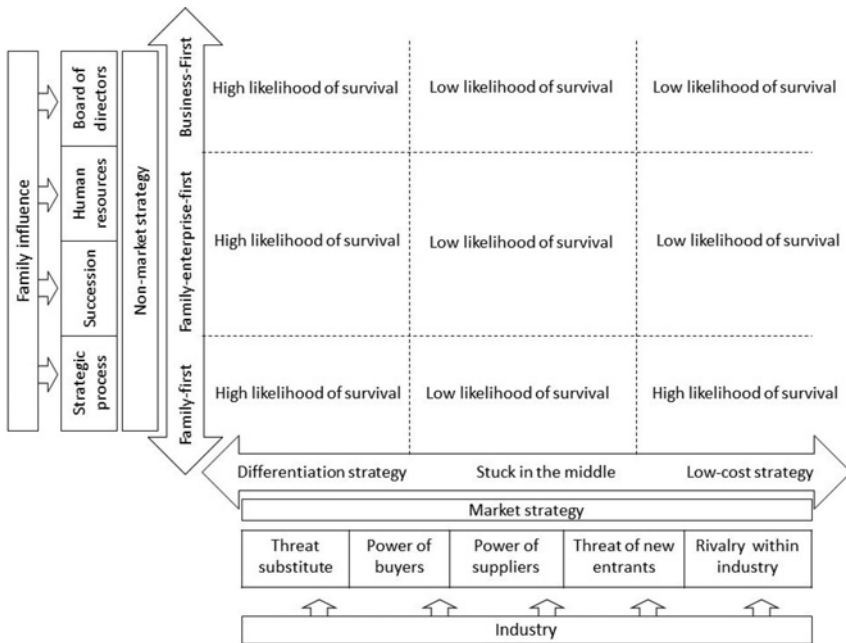 Family influence
Board of
directors
Human
resources
Succession
Strategic
process
Non-market strategy
Business-First
Family-enterprise-first
Family-first
High likelihood of survival
Low likelihood of survival
Low likelihood of survival
High likelihood of survival
Low likelihood of survival
Low likelihood of survival
High likelihood of survival
Low likelihood of survival
High likelihood of survival
Differentiation strategy
Stuck in the middle
Low-cost strategy
Market strategy
Threat
substitute
Power of
buyers
Power of
suppliers
Threat of new
entrants
Rivalry within
industry
Industry